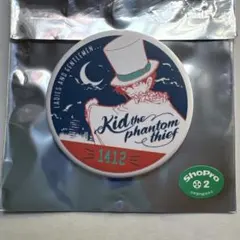 LADIES AND GENTLEMEN
Kid the
phantom
thief
1412
ShoPro
2